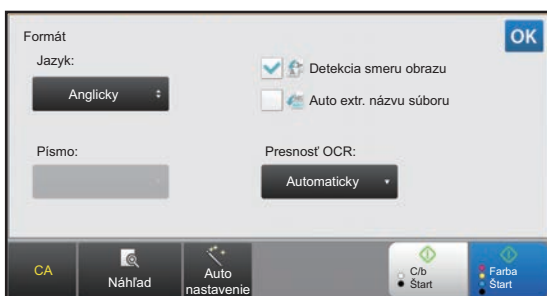 Formát
OK
Jazyk:
Detekcia smeru obrazu
Anglicky
Auto extr. názvu súboru
Písmo:
Presnosť OCR:
Automaticky
CA
Náhľad
Auto
nastavenie
C/b
Štart
Farba
Štart